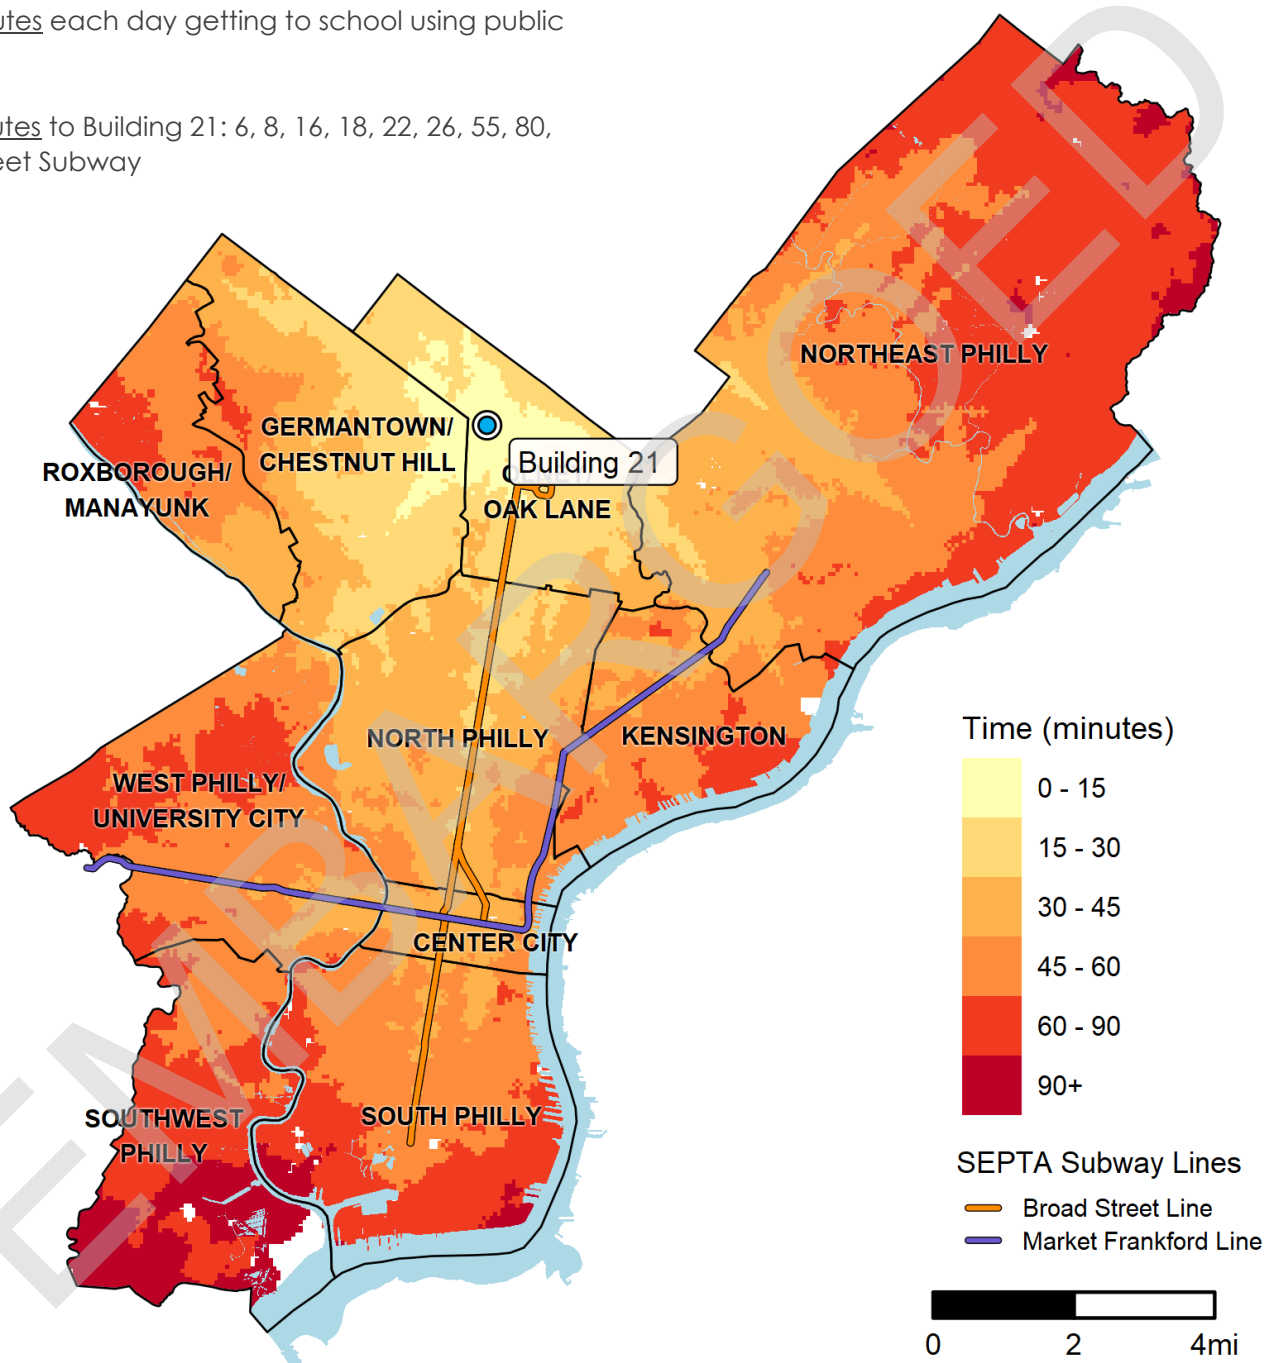 utes each day getting to school using public
utes to Building 21: 6, 8, 16, 18, 22, 26, 55, 80,
eet Subway
NORTHEAST PHILLY
GERMANTOWN/
CHESTNUT HILL
ROXBOROUGH/
MANAYUNK
Building 21
OAK LANE
NORTH PHILLY
KENSINGTON
WEST PHILLY/
UNIVERSITY CITY
CENTER CITY
SOUTHWEST
PHILLY
SOUTH PHILLY
Time (minutes)
0 - 15
15 - 30
30 - 45
45 - 60
60 - 90
90+
SEPTA Subway Lines
Broad Street Line
Market Frankford Line
0 2 4mi
EMBARGOED